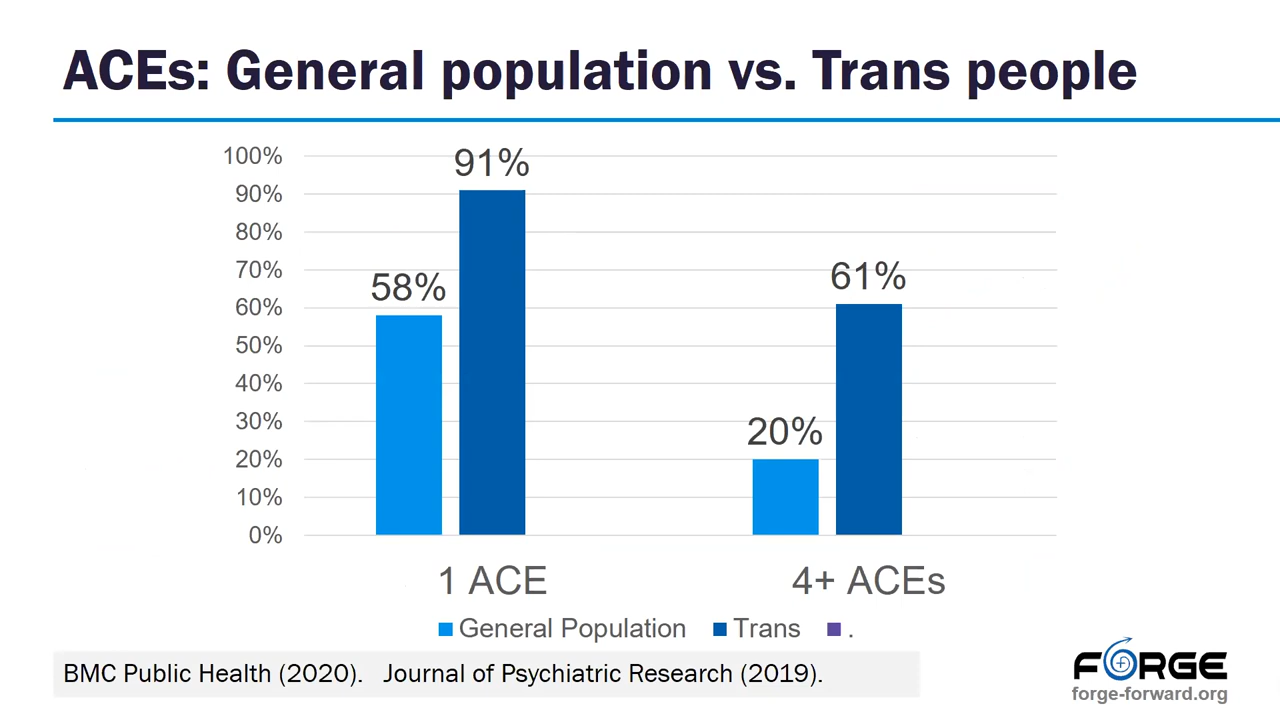 ACEs: General population vs. Trans people
100%
90%
80%
70%
60%
50%
40%
30%
20%
10%
0%
58%
91%
20%
61%
1 ACE
4+ ACEs
General Population Trans .
BMC Public Health (2020). Journal of Psychiatric Research (2019).
FORGE
forge-forward.org